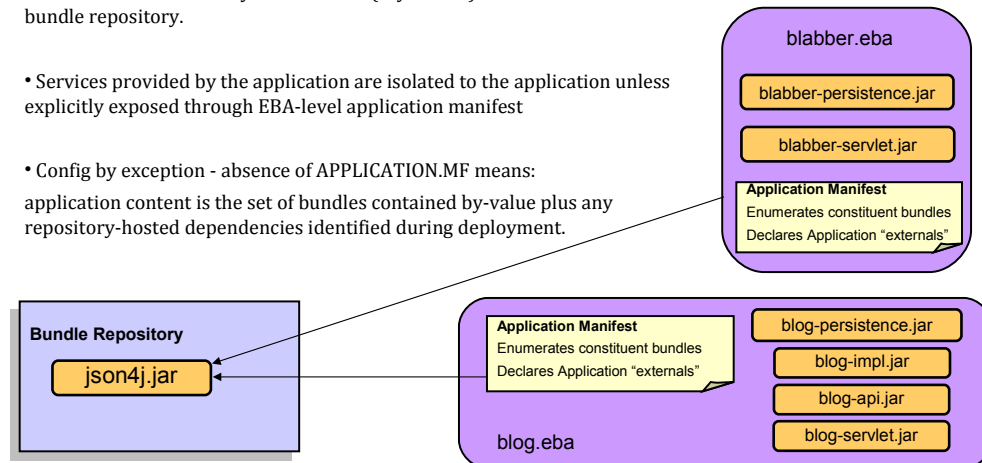 bundle repository.
• Services provided by the application are isolated to the application unless
explicitly exposed through EBA-level application manifest
• Config by exception - absence of APPLICATION.MF means:
application content is the set of bundles contained by-value plus any
repository-hosted dependencies identified during deployment.
blabber.eba
blabber-persistence.jar
blabber-servlet.jar
Application Manifest
Enumerates constituent bundles
Declares Application “externals”
Bundle Repository
json4j.jar
Application Manifest
Enumerates constituent bundles
Declares Application “externals”
blog-persistence.jar
blog-impl.jar
blog-api.jar
blog-servlet.jar
blog.eba